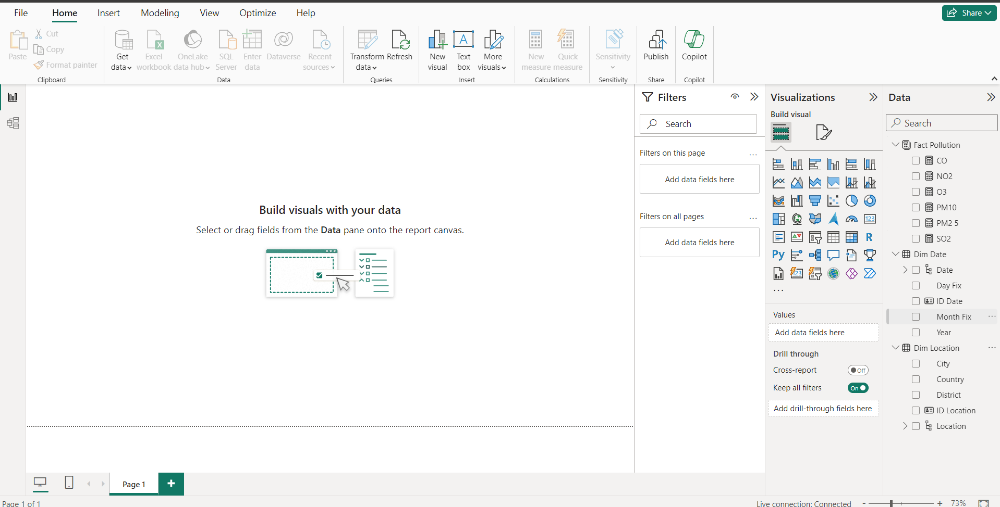 File Home Insert Modeling View Optimize Help
Share
Paste
Cut
Copy
Format painter
Clipboard
Get data
Excel workbook
OneLake data hub
SQL Server
Enter data
Dataverse
Recent sources
Data
Transform data
Refresh
Queries
New visual
Text box
More visuals
Insert
New measure
Quick measure
Calculations
Sensitivity
Sensitivity
Publish
Share
Copilot
Copilot
Build visuals with your data
Select or drag fields from the Data pane onto the report canvas.
Filters
Search
Filters on this page ...
Add data fields here
Filters on all pages ...
Add data fields here
Visualizations
Build visual
123
R
Py
123
...
Values
Add data fields here
Drill through
Cross-report Off
Keep all filters On
Add drill-through fields here
Data
Search
Fact Pollution
CO
NO2
O3
PM10
PM2 5
SO2
Dim Date
Date
Day Fix
ID Date
Month Fix ...
Year
Dim Location ...
City
Country
District
ID Location
Location
Page 1 +
Page 1 of 1
Live connection: Connected - + 73%